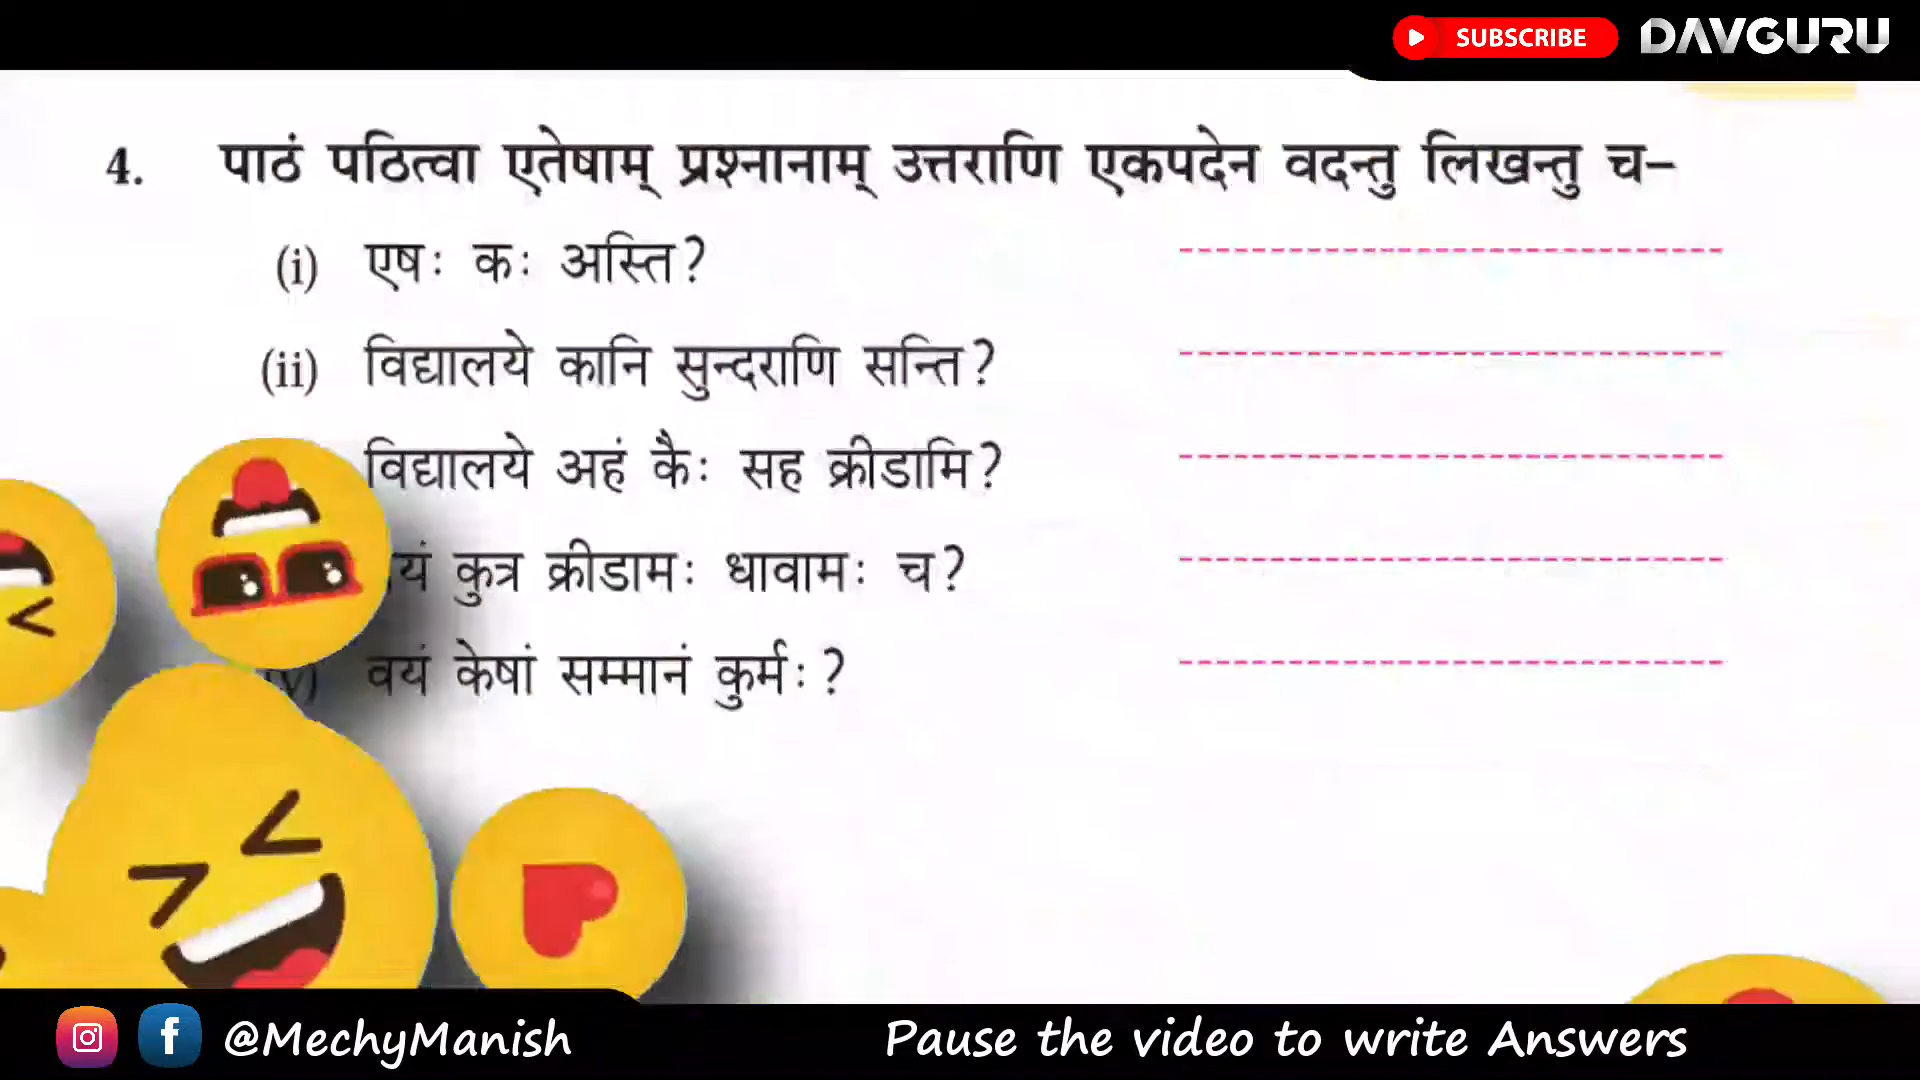 SUBSCRIBE DAVGURU
4. पाठं पठित्वा एतेषाम् प्रश्नानाम् उत्तराणि एकपदेन वदन्तु लिखन्तु च–
(i) एषः कः अस्ति?
(ii) विद्यालये कानि सुन्दराणि सन्ति?
विद्यालये अहं कैः सह क्रीडामि?
कुत्र क्रीडामः धावामः च?
वयं केषां सम्मानं कुर्मः?
@MechyManish Pause the video to write Answers